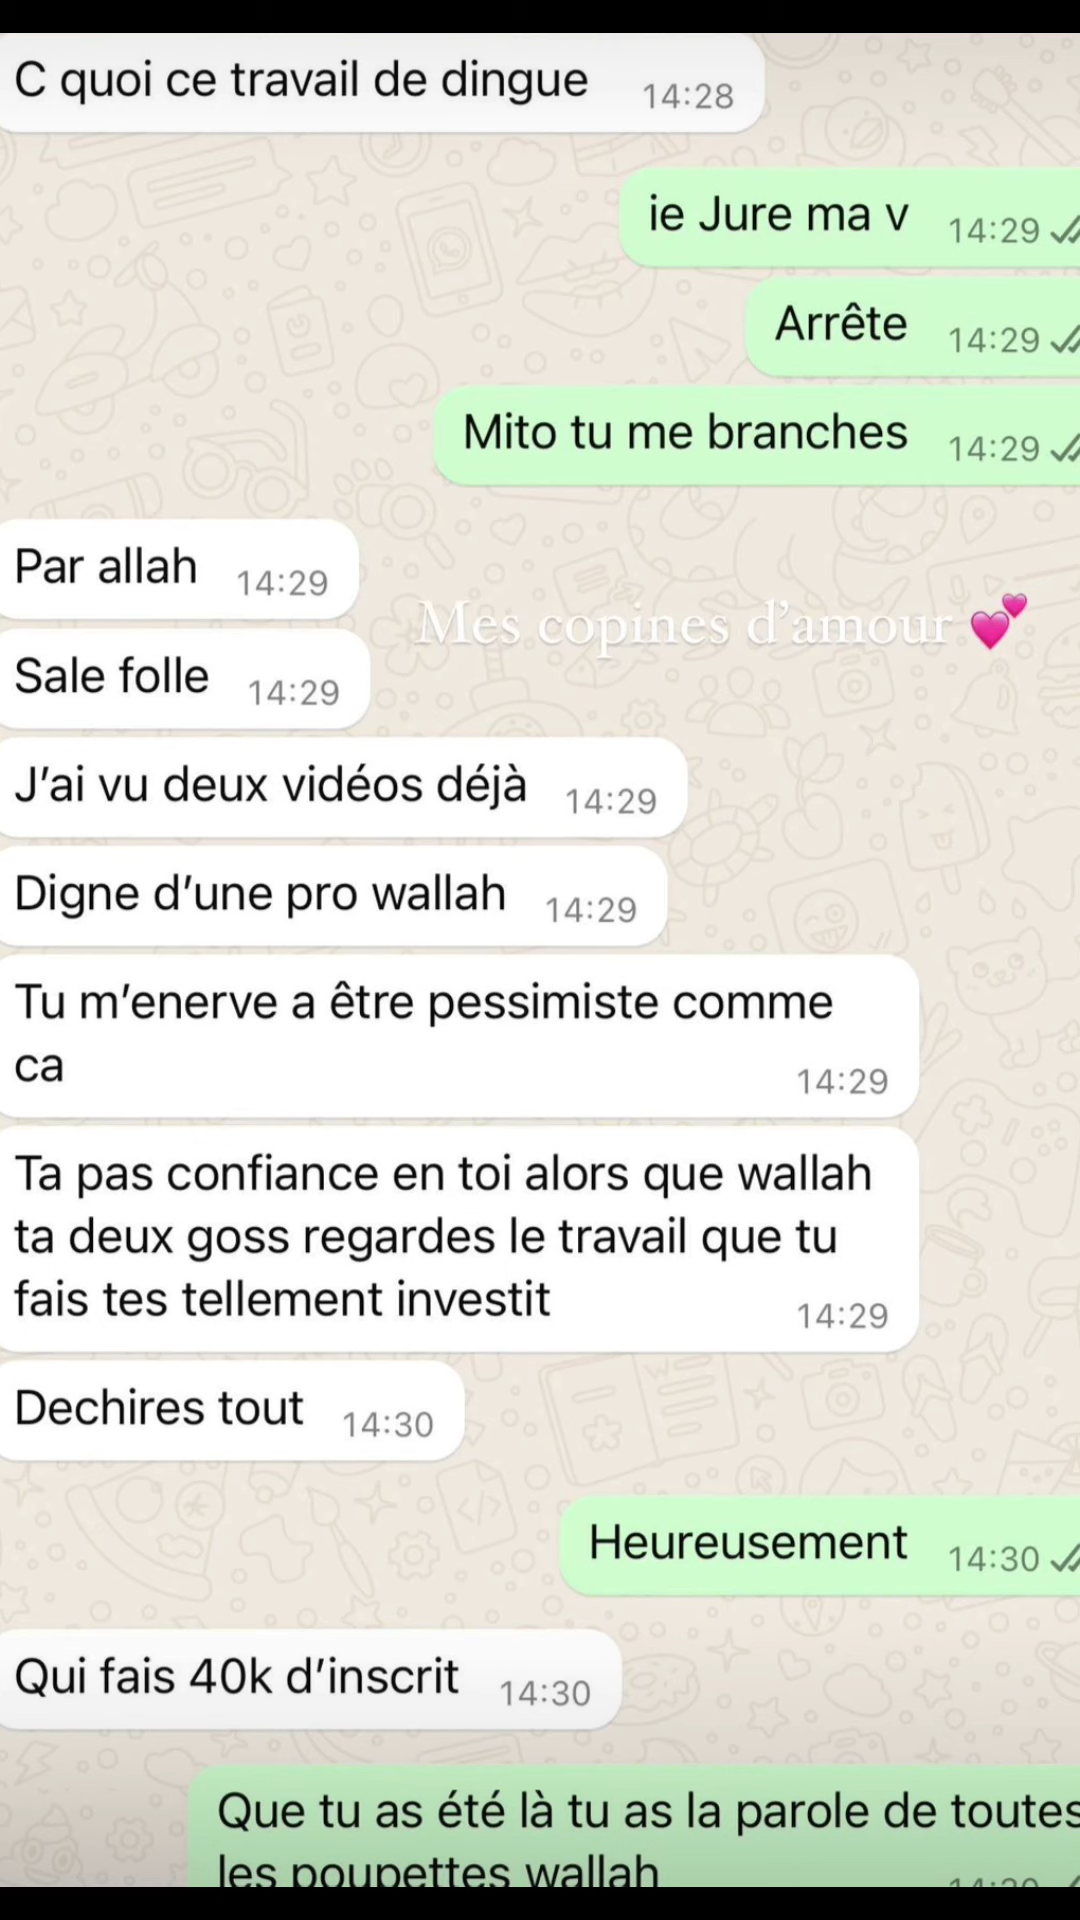 C quoi ce travail de dingue 14:28
ie Jure ma v 14:29
Arrête 14:29
Mito tu me branches 14:29
Par allah 14:29
Mes copines d'amour 💕
Sale folle 14:29
J'ai vu deux vidéos déjà 14:29
Digne d'une pro wallah 14:29
Tu m'enerve a être pessimiste comme
ca 14:29
Ta pas confiance en toi alors que wallah
ta deux goss regardes le travail que tu
fais tes tellement investit 14:29
Dechires tout 14:30
Heureusement 14:30
Qui fais 40k d'inscrit 14:30
Que tu as été là tu as la parole de toutes
les poupettes wallah